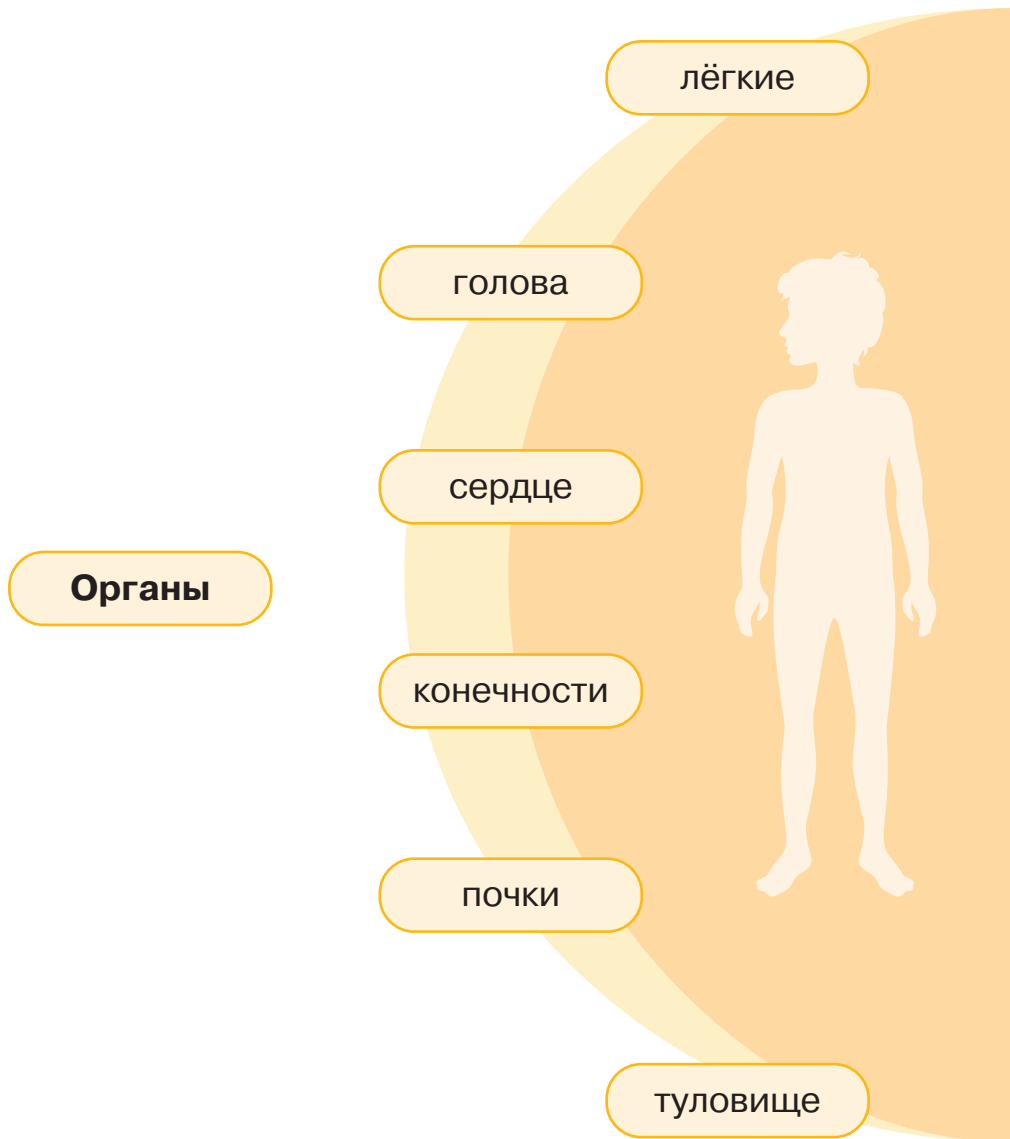 лёгкие
голова
сердце
Органы
конечности
почки
туловище